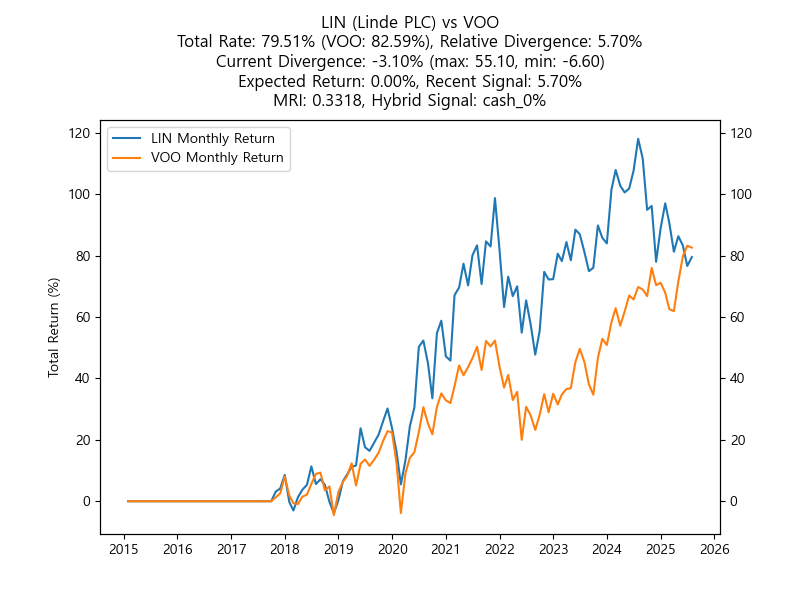 LIN (Linde PLC) vs VOO
Total Rate: 79.51% (VOO: 82.59%), Relative Divergence: 5.70%
Current Divergence: -3.10% (max: 55.10, min: -6.60)
Expected Return: 0.00%, Recent Signal: 5.70%
MRI: 0.3318, Hybrid Signal: cash_0%
LIN Monthly Return
VOO Monthly Return
Total Return (%)
120
100
80
60
40
20
0
120
100
80
60
40
20
0
2015 2016 2017 2018 2019 2020 2021 2022 2023 2024 2025 2026